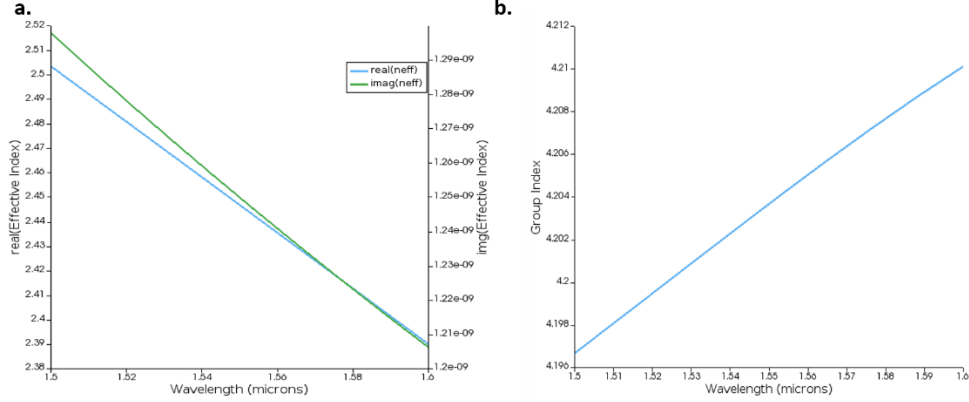 a.
2.52
2.51
2.5
2.49
2.48
2.47
2.46
2.45
2.44
2.43
2.42
2.41
2.4
2.39
2.38
real(Effective Index)
1.5
1.52
1.54
1.56
1.58
1.6
Wavelength (microns)
real(neff)
imag(neff)
1.29e-09
1.28e-09
1.27e-09
1.26e-09
1.25e-09
1.24e-09
1.23e-09
1.22e-09
1.21e-09
1.2e-09
img(Effective Index)
b.
4.212
4.21
4.208
4.206
4.204
4.202
4.2
4.198
4.196
Group Index
1.5
1.51
1.52
1.53
1.54
1.55
1.56
1.57
1.58
1.59
1.6
Wavelength (microns)